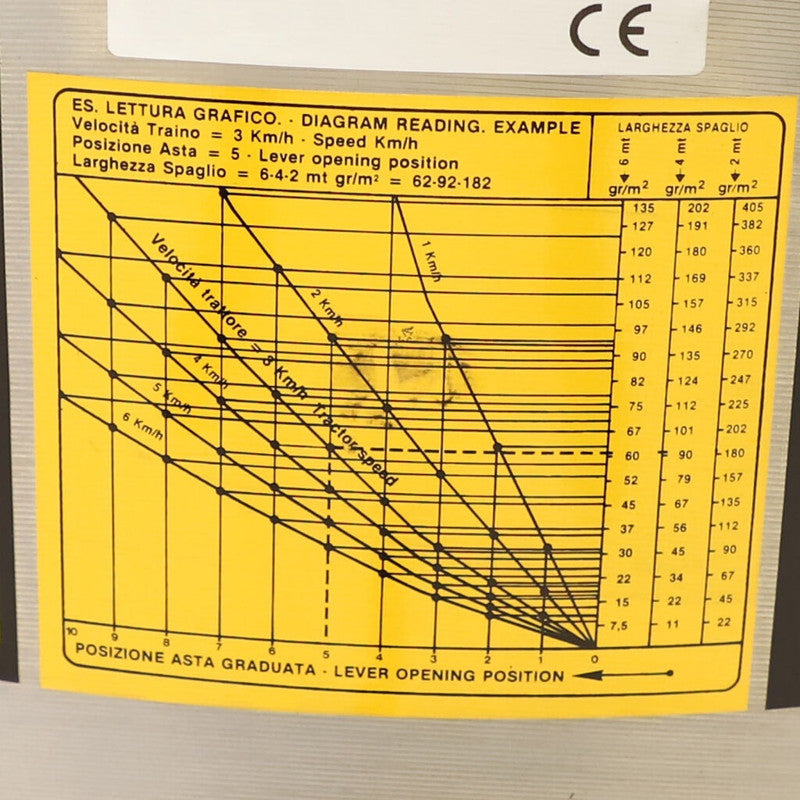 CE
ES. LETTURA GRAFICO. · DIAGRAM READING. EXAMPLE
Velocità Traino = 3 Km/h · Speed Km/h
Posizione Asta = 5 · Lever opening position
Larghezza Spaglio = 6-4-2 mt gr/m² = 62-92-182
LARGHEZZA SPAGLIO
6 mt 4 mt 2 mt
gr/m² gr/m² gr/m²
135 202 405
127 191 382
120 180 360
112 169 337
105 157 315
97 146 292
90 135 270
82 124 247
75 112 225
67 101 202
60 90 180
52 79 157
45 67 135
37 56 112
30 45 90
22 34 67
15 22 45
7,5 11 22
1 Km/h
2 Km/h
Velocità trattore = 3 Km/h Tractor speed
4 Km/h
5 Km/h
6 Km/h
10 9 8 7 6 5 4 3 2 1 0
POSIZIONE ASTA GRADUATA · LEVER OPENING POSITION